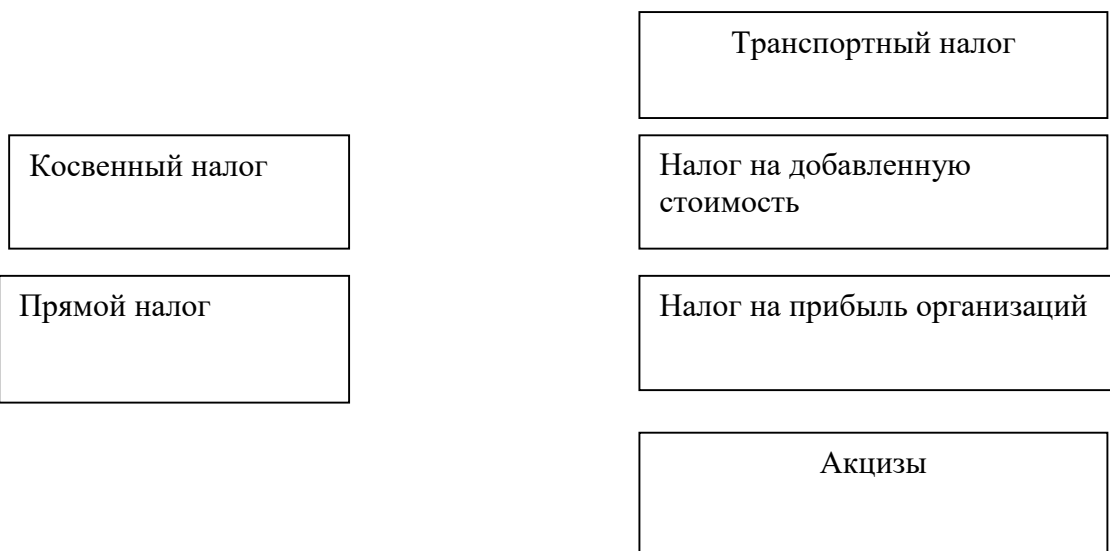 Транспортный налог
Косвенный налог
Налог на добавленную
стоимость
Прямой налог
Налог на прибыль организаций
Акцизы